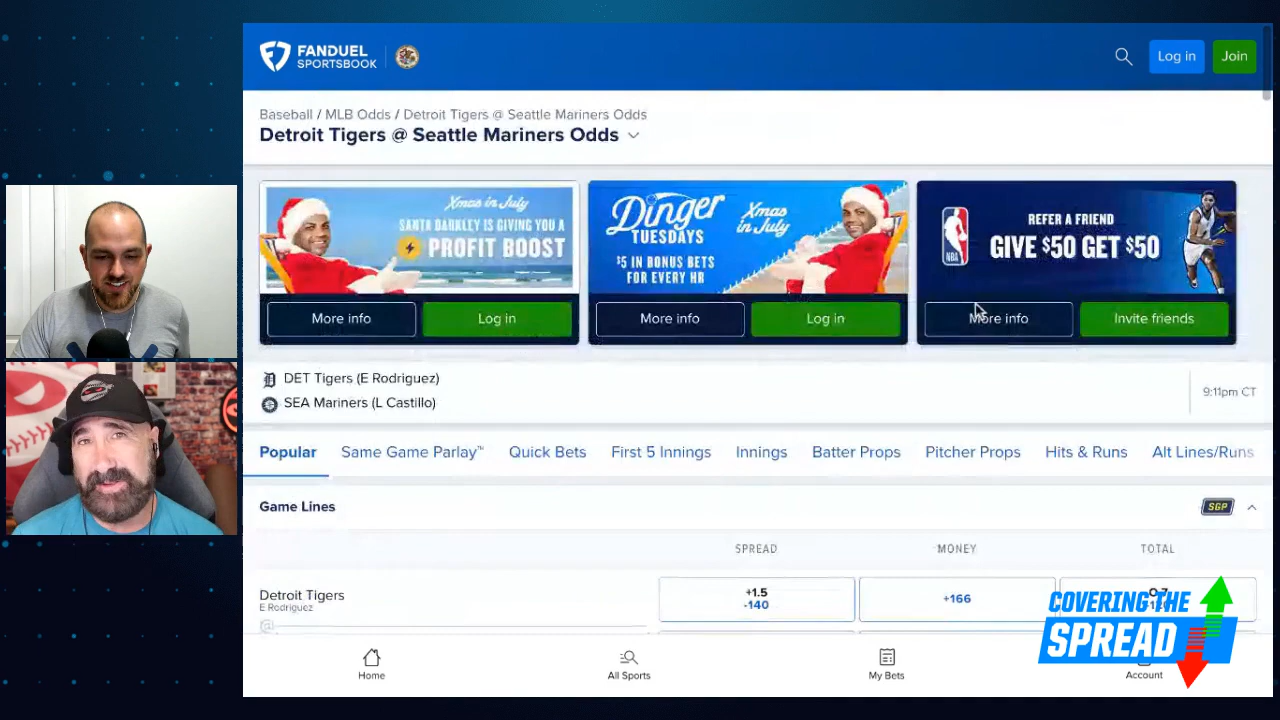 FANDUEL
SPORTSBOOK
Log in
Join
Baseball / MLB Odds / Detroit Tigers @ Seattle Mariners Odds
Detroit Tigers @ Seattle Mariners Odds
Xmas in July
SANTA BARKLEY IS GIVING YOU A
PROFIT BOOST
More info
Log in
Dinger
TUESDAYS
Xmas
in July
$5 IN BONUS BETS
FOR EVERY HR
More info
Log in
NBA
REFER A FRIEND
GIVE $50 GET $50
More info
Invite friends
DET Tigers (E Rodriguez)
SEA Mariners (L Castillo)
9:11pm CT
Popular
Same Game Parlay™
Quick Bets
First 5 Innings
Innings
Batter Props
Pitcher Props
Hits & Runs
Alt Lines/Runs
Game Lines
SGP
SPREAD
MONEY
TOTAL
Detroit Tigers
E Rodriguez
+1.5
-140
+166
@
COVERING THE
SPREAD
Home
All Sports
My Bets
Account